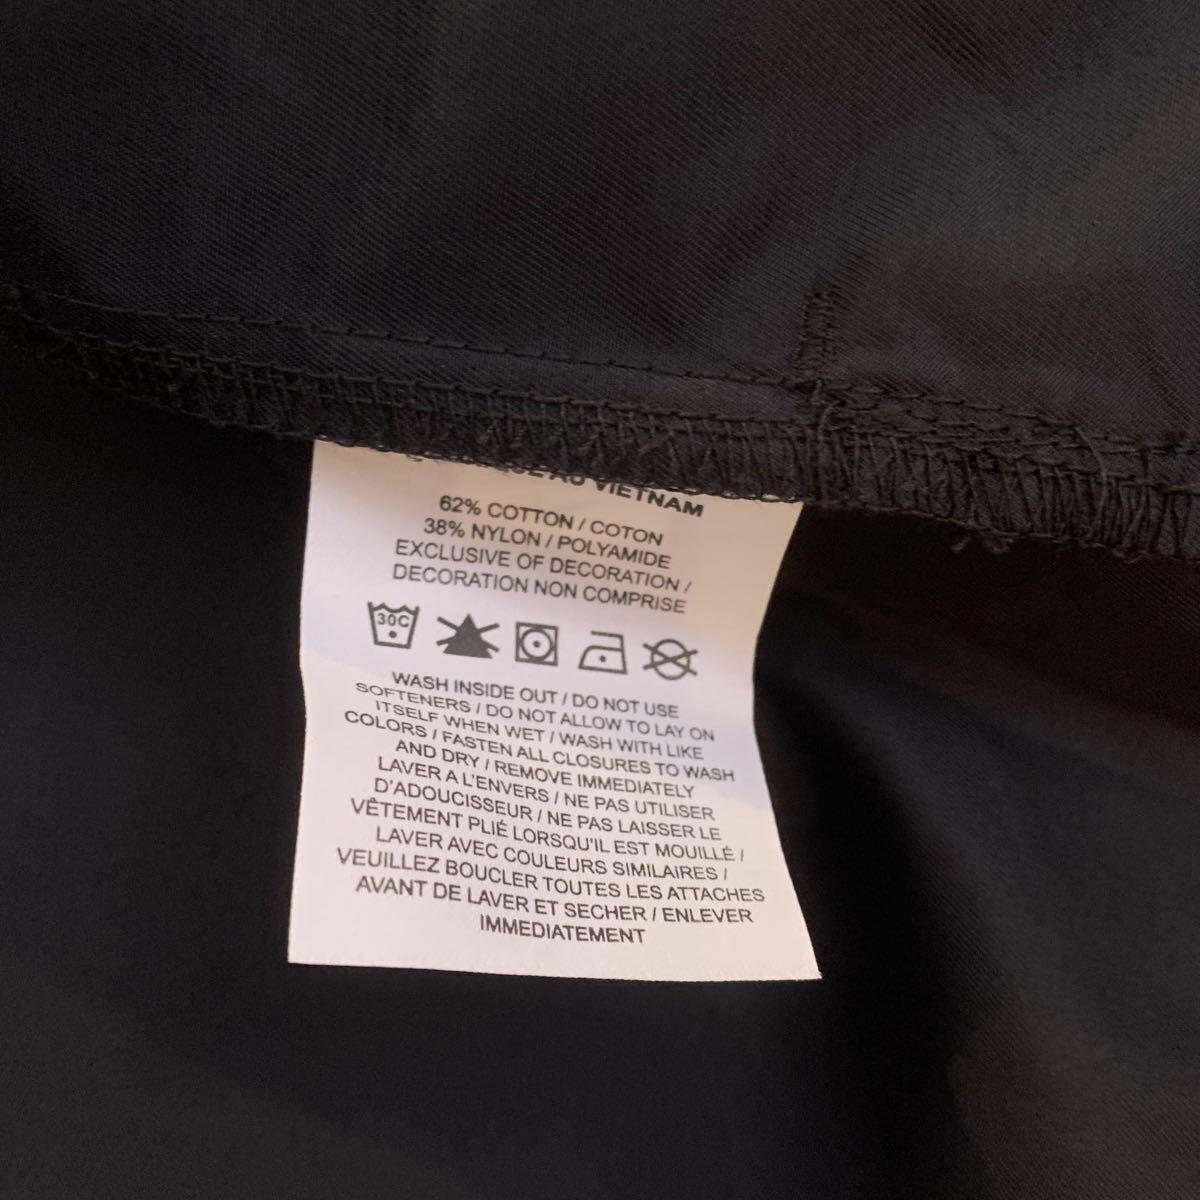 AU VIETNAM
62% COTTON / COTON
38% NYLON / POLYAMIDE
EXCLUSIVE OF DECORATION /
DECORATION NON COMPRISE
30C
WASH INSIDE OUT / DO NOT USE
SOFTENERS / DO NOT ALLOW TO LAY ON
ITSELF WHEN WET / WASH WITH LIKE
COLORS / FASTEN ALL CLOSURES TO WASH
AND DRY / REMOVE IMMEDIATELY
LAVER A L'ENVERS / NE PAS UTILISER
D'ADOUCISSEUR / NE PAS LAISSER LE
VÊTEMENT PLIÉ LORSQU'IL EST MOUILLÉ /
LAVER AVEC COULEURS SIMILAIRES /
VEUILLEZ BOUCLER TOUTES LES ATTACHES
AVANT DE LAVER ET SECHER / ENLEVER
IMMEDIATEMENT